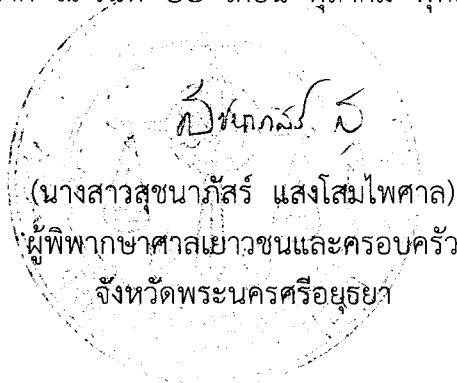 (นางสาวสุชนาภัสร์ แสงโสมไพศาล)
ผู้พิพากษาศาลเยาวชนและครอบครัว
จังหวัดพระนครศรีอยุธยา